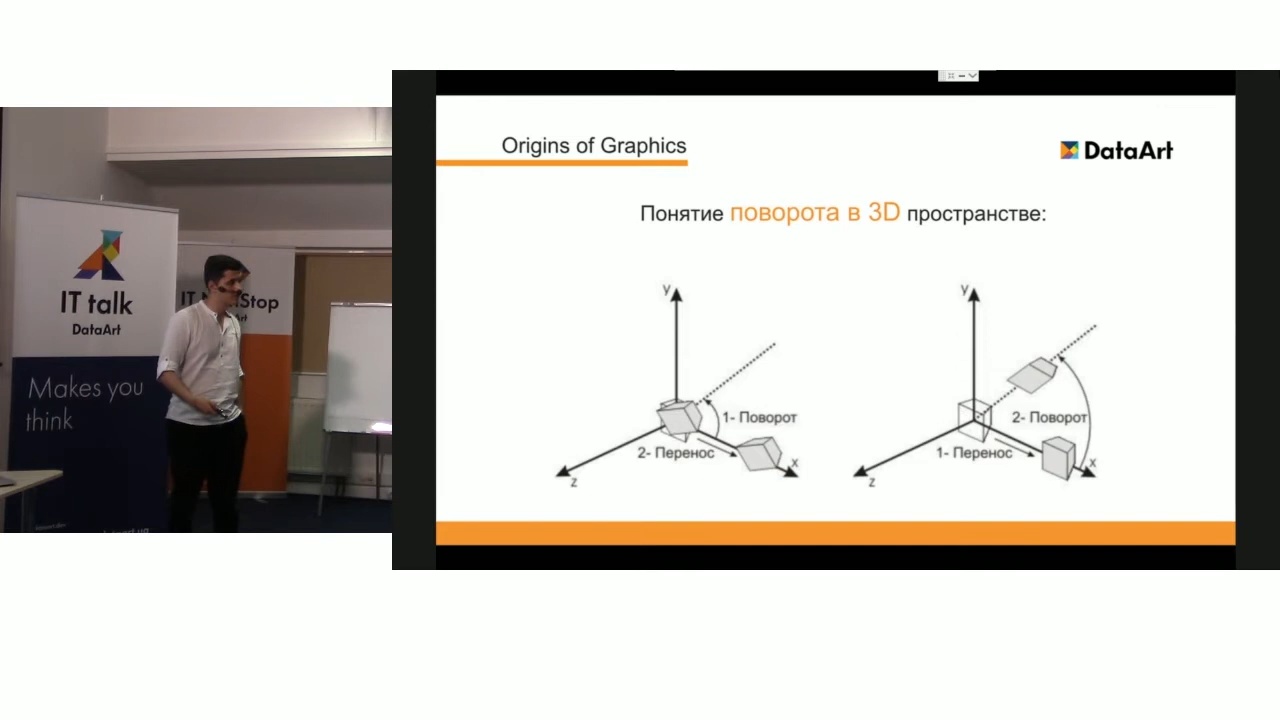 Origins of Graphics
DataArt
Понятие поворота в 3D пространстве:
y
1- Поворот
2- Перенос
x
z
y
2- Поворот
1- Перенос
x
z
IT talk
DataArt
Makes you
think
IT
Stop